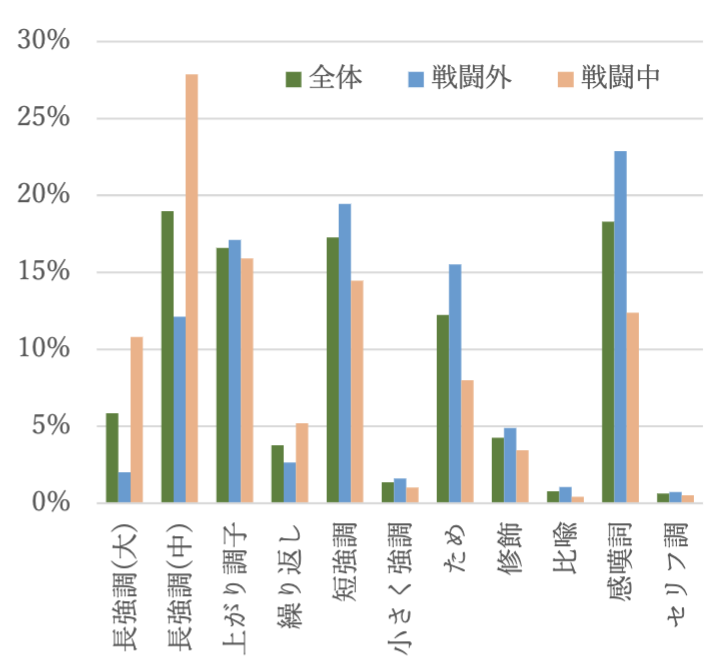 30%
全体 戦闘外 戦闘中
25%
20%
15%
10%
5%
0%
長強調(大)
長強調(中)
上がり調子
繰り返し
短強調
小さく強調
ため
修飾
比喩
感嘆詞
セリフ調